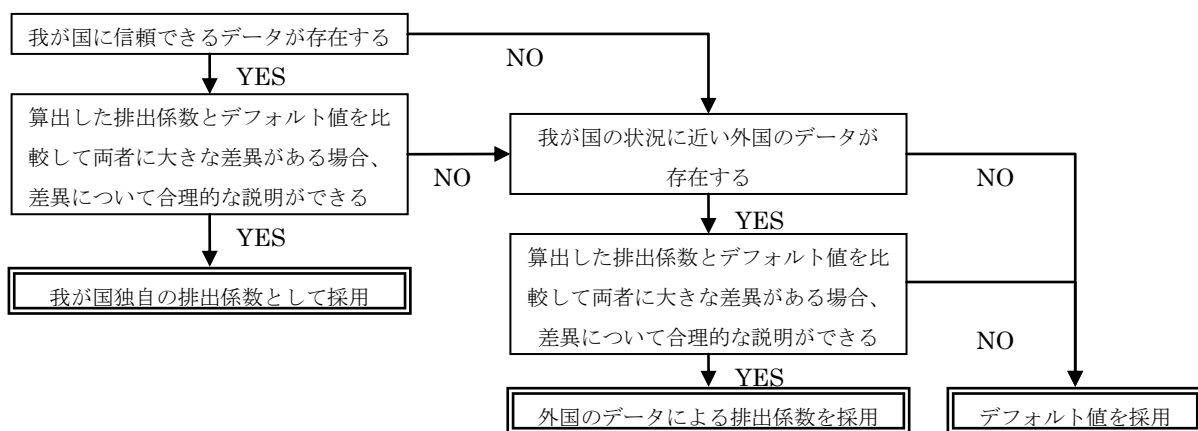 我が国に信頼できるデータが存在する
NO
YES
算出した排出係数とデフォルト値を比
較して両者に大きな差異がある場合、
差異について合理的な説明ができる
NO
我が国の状況に近い外国のデータが
存在する
NO
YES
YES
我が国独自の排出係数として採用
算出した排出係数とデフォルト値を比
較して両者に大きな差異がある場合、
差異について合理的な説明ができる
NO
YES
外国のデータによる排出係数を採用
デフォルト値を採用